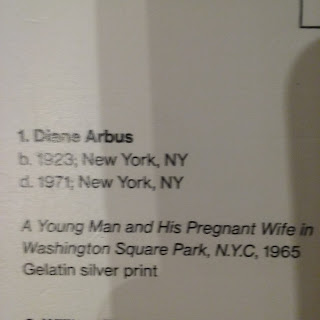 1. Diane Arbus
b. 1923; New York, NY
d. 1971; New York, NY
A Young Man and His Pregnant Wife in
Washington Square Park, N.Y.C, 1965
Gelatin silver print